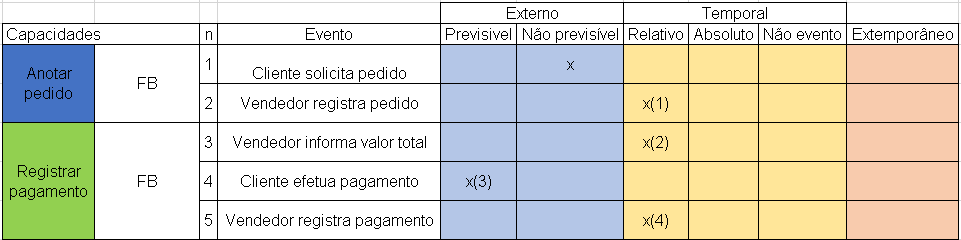 Externo Temporal
Capacidades n Evento Previsivel Não previsível Relativo Absoluto Não evento Extemporâneo
Anotar pedido FB 1 Cliente solicita pedido x
2 Vendedor registra pedido x(1)
Registrar pagamento FB 3 Vendedor informa valor total x(2)
4 Cliente efetua pagamento x(3)
5 Vendedor registra pagamento x(4)